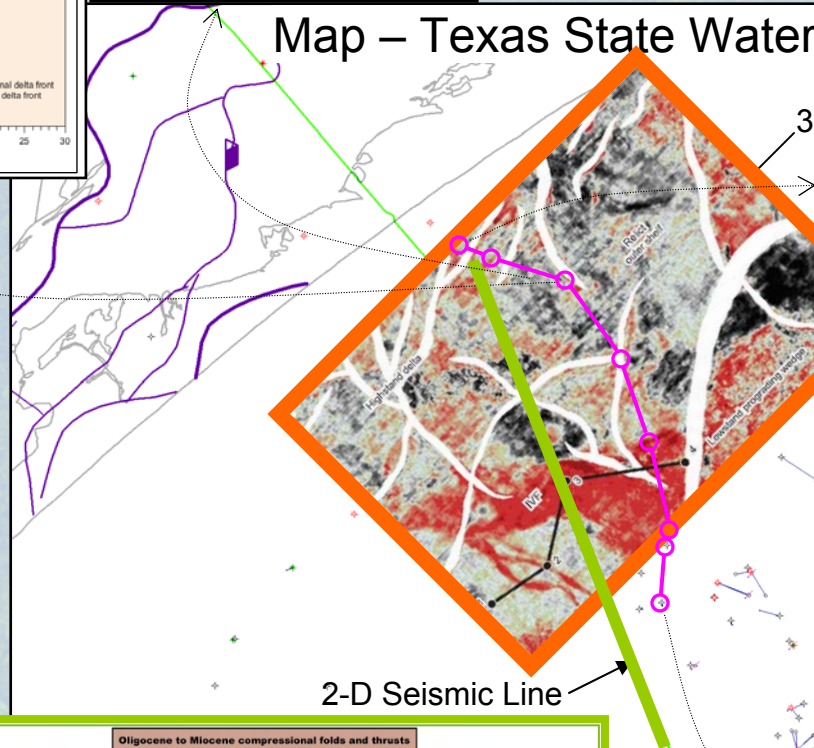 Map – Texas State Water
nal delta front
delta front
25 30
3
Relict
outer shelf
Highstand delta
Lowstand prograding wedge
IVF
4
3
2
2-D Seismic Line
Oligocene to Miocene compressional folds and thrusts